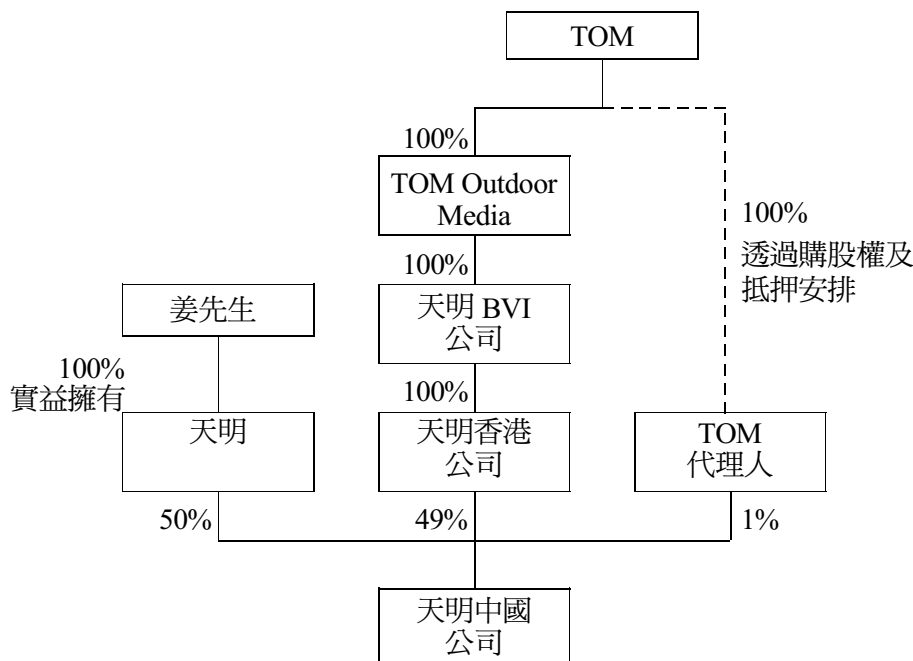 TOM
100%
TOM Outdoor
Media
100%
透過購股權及
抵押安排
100%
天明 BVI
公司
姜先生
100%
實益擁有
100%
天明
天明香港
公司
TOM
代理人
50%
49%
1%
天明中國
公司